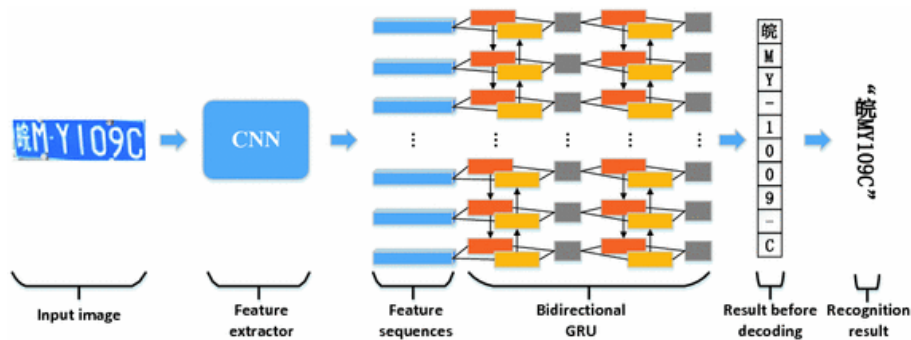 皖M·Y109C
CNN
皖
M
Y
-
1
0
0
9
-
C
“皖MY109C”
Input image
Feature
extractor
Feature
sequences
Bidirectional
GRU
Result before
decoding
Recognition
result